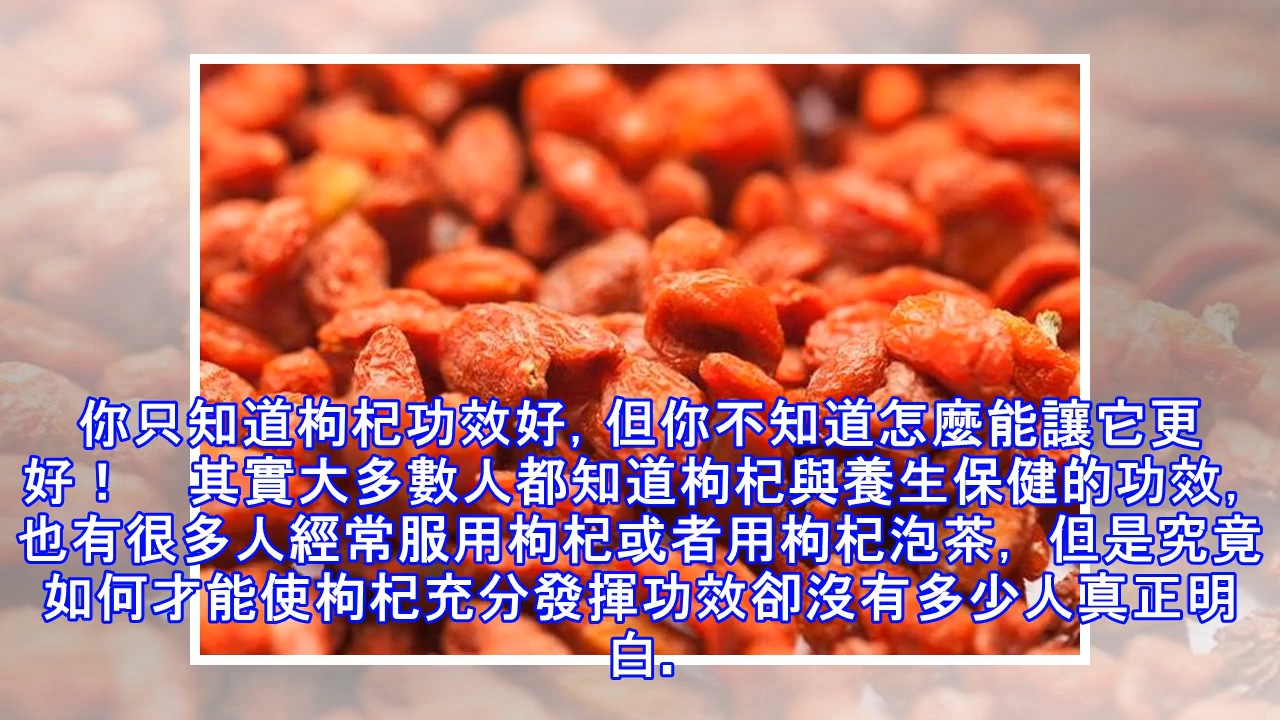 你只知道枸杞功效好, 但你不知道怎麼能讓它更
好！ 其實大多數人都知道枸杞與養生保健的功效,
也有很多人經常服用枸杞或者用枸杞泡茶, 但是究竟
如何才能使枸杞充分發揮功效卻沒有多少人真正明
白.